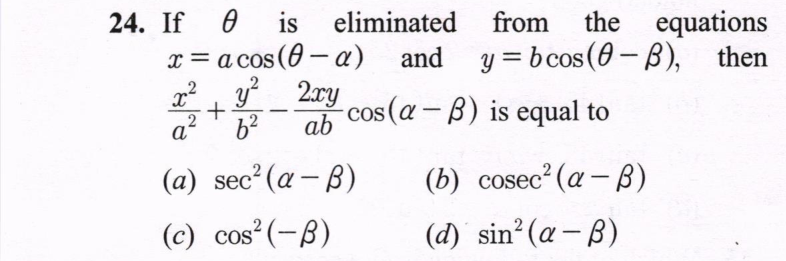 24. If θ is eliminated from the equations
x = a cos(θ – α) and y = b cos(θ – β), then
x²/a² + y²/b² – 2xy/ab cos(α – β) is equal to
(a) sec² (α – β) (b) cosec² (α – β)
(c) cos² (–β) (d) sin² (α – β)